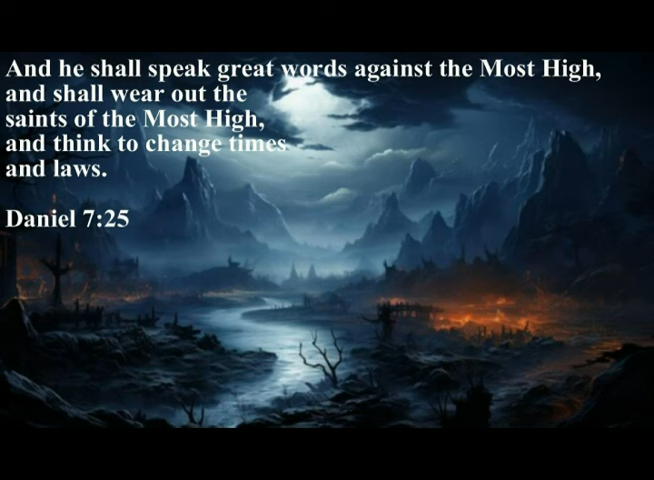 And he shall speak great words against the Most High,
and shall wear out the
saints of the Most High,
and think to change times
and laws.
Daniel 7:25